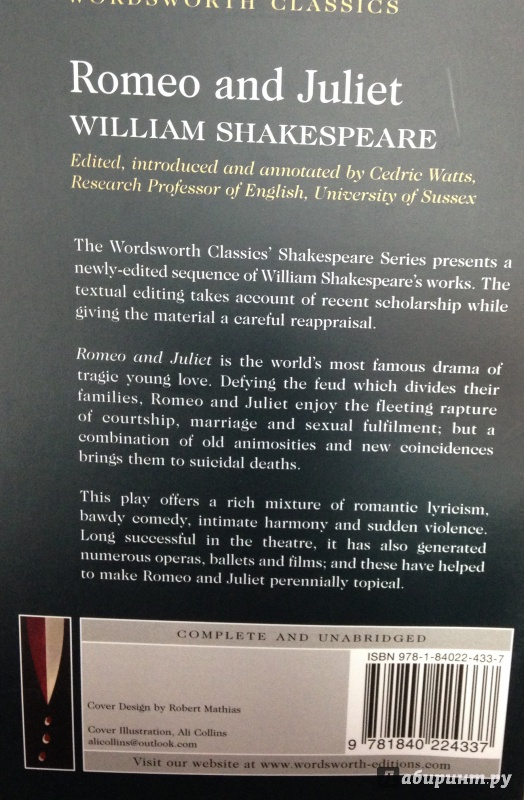 WORDSWORTH CLASSICS
Romeo and Juliet
WILLIAM SHAKESPEARE
Edited, introduced and annotated by Cedric Watts,
Research Professor of English, University of Sussex
The Wordsworth Classics' Shakespeare Series presents a
newly-edited sequence of William Shakespeare's works. The
textual editing takes account of recent scholarship while
giving the material a careful reappraisal.
Romeo and Juliet is the world's most famous drama of
tragic young love. Defying the feud which divides their
families, Romeo and Juliet enjoy the fleeting rapture
of courtship, marriage and sexual fulfilment; but a
combination of old animosities and new coincidences
brings them to suicidal deaths.
This play offers a rich mixture of romantic lyricism,
bawdy comedy, intimate harmony and sudden violence.
Long successful in the theatre, it has also generated
numerous operas, ballets and films; and these have helped
to make Romeo and Juliet perennially topical.
COMPLETE AND UNABRIDGED
ISBN 978-1-84022-433-7
Cover Design by Robert Mathias
Cover Illustration, Ali Collins
alicollins@outlook.com
9 781840 224337
Visit our website at www.wordsworth-editions.com
Лабиринт.ру